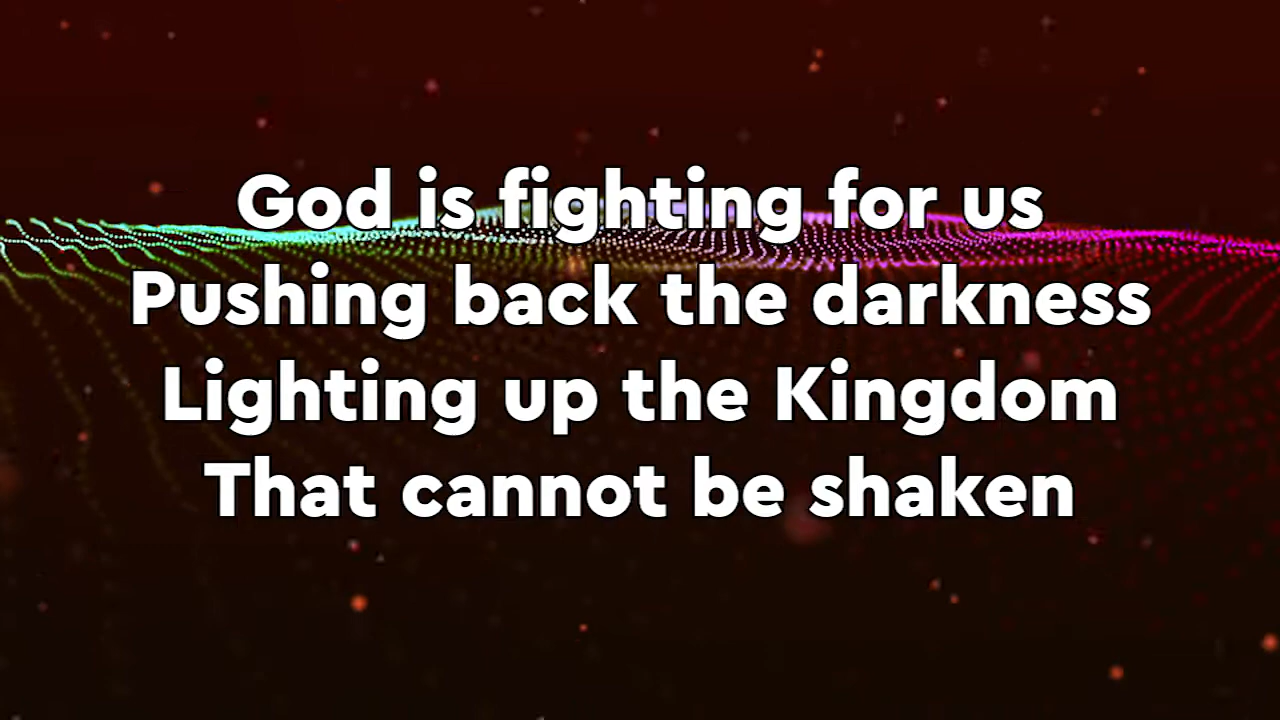 God is fighting for us
Pushing back the darkness
Lighting up the Kingdom
That cannot be shaken